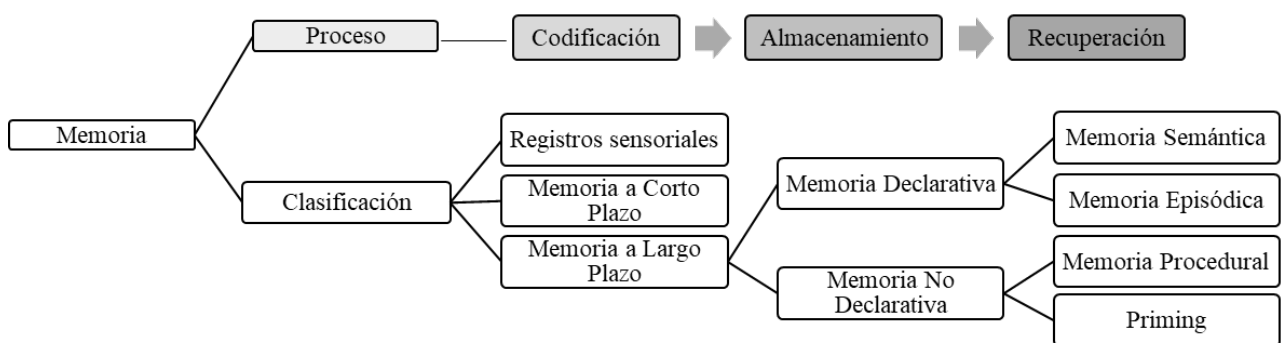 Proceso
Codificación
Almacenamiento
Recuperación
Memoria
Clasificación
Registros sensoriales
Memoria a Corto
Plazo
Memoria a Largo
Plazo
Memoria Declarativa
Memoria No
Declarativa
Memoria Semántica
Memoria Episódica
Memoria Procedural
Priming